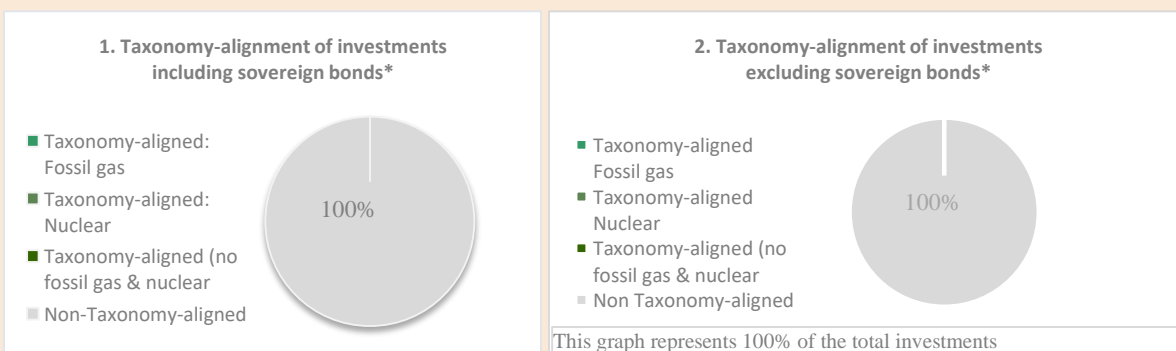 1. Taxonomy-alignment of investments
including sovereign bonds*
Taxonomy-aligned:
Fossil gas
Taxonomy-aligned:
Nuclear
Taxonomy-aligned (no
fossil gas & nuclear
Non-Taxonomy-aligned
100%
2. Taxonomy-alignment of investments
excluding sovereign bonds*
Taxonomy-aligned
Fossil gas
Taxonomy-aligned
Nuclear
Taxonomy-aligned (no
fossil gas & nuclear
Non Taxonomy-aligned
100%
This graph represents 100% of the total investments